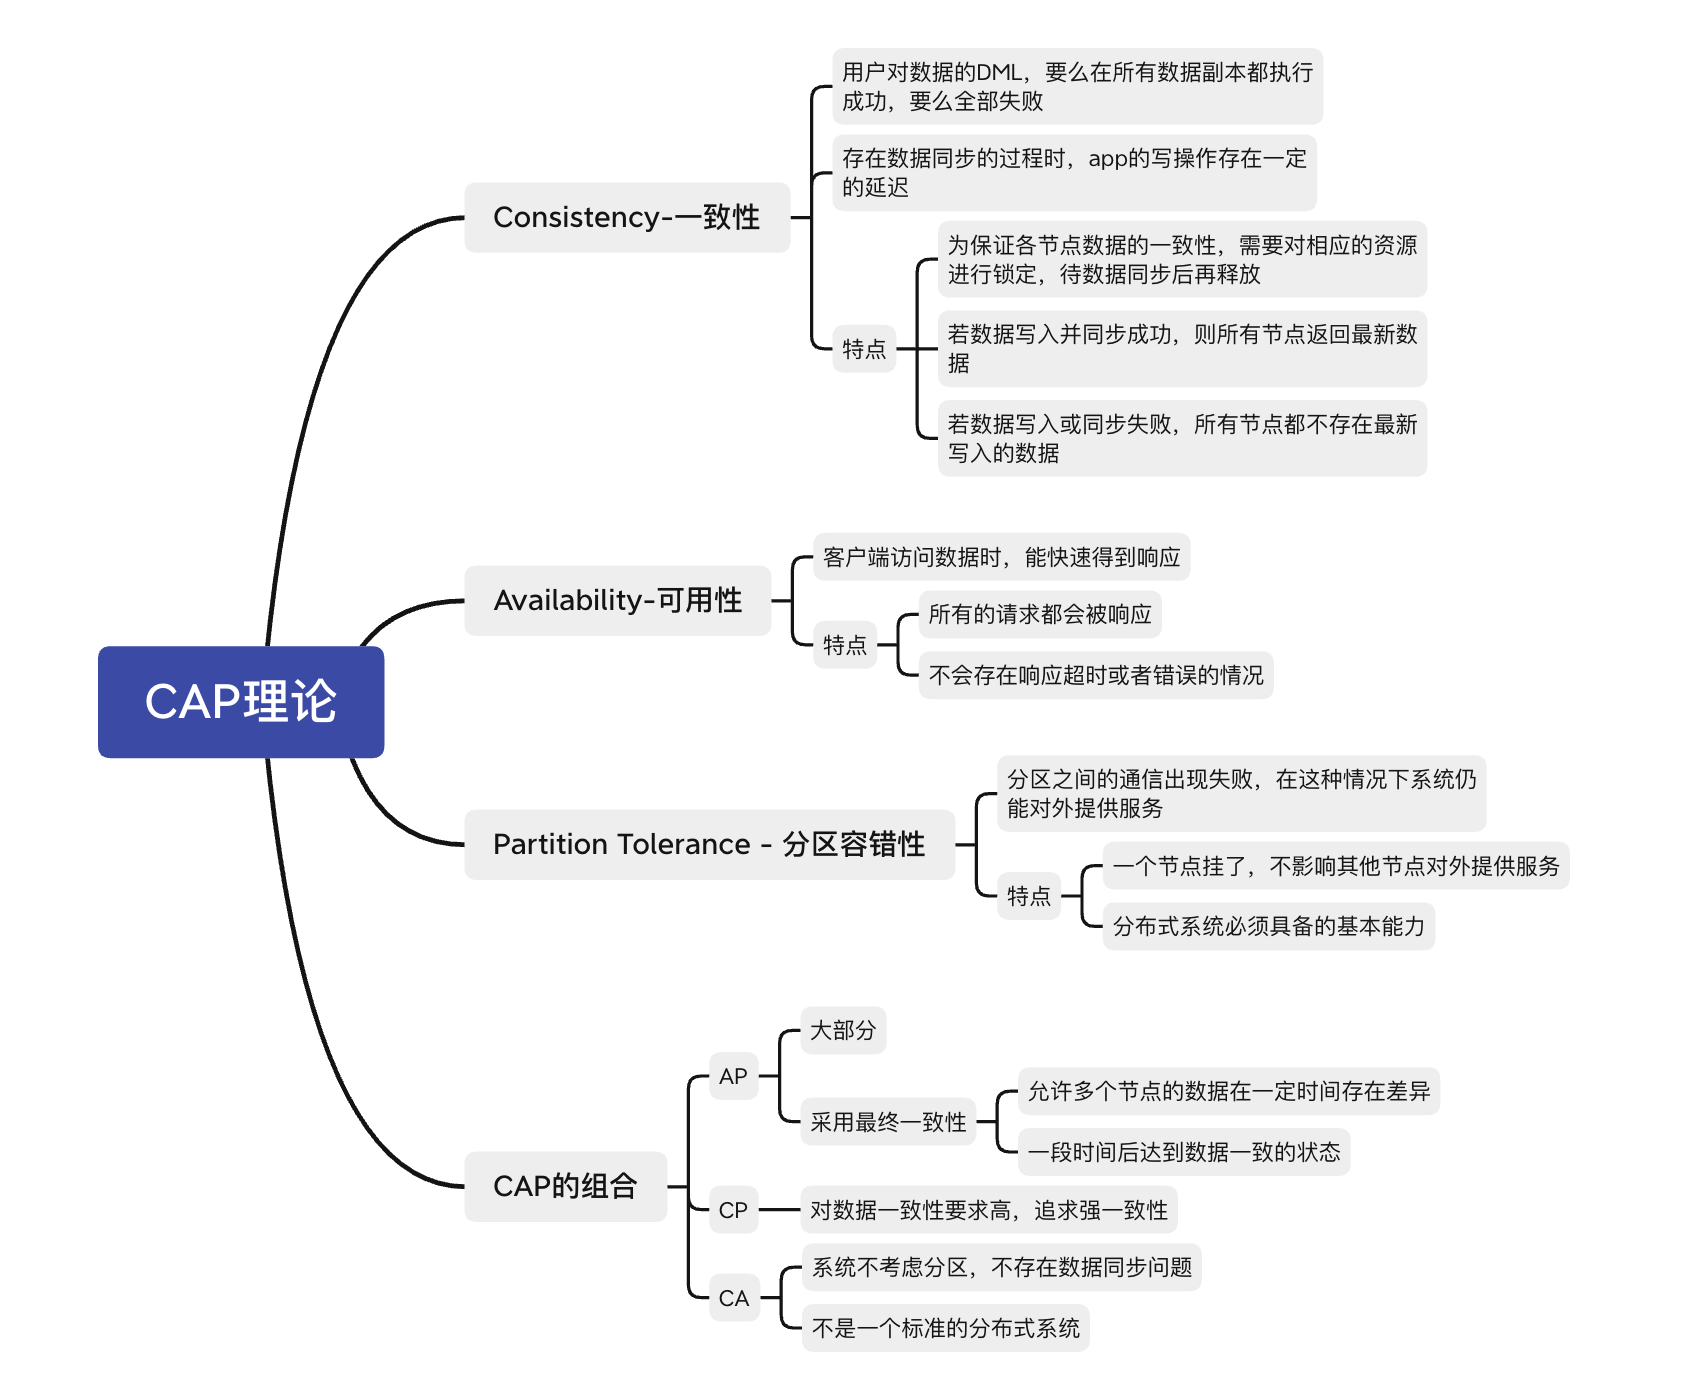 CAP理论
Consistency-一致性
用户对数据的DML，要么在所有数据副本都执行
成功，要么全部失败
存在数据同步的过程时，app的写操作存在一定
的延迟
特点
为保证各节点数据的一致性，需要对相应的资源
进行锁定，待数据同步后再释放
若数据写入并同步成功，则所有节点返回最新数
据
若数据写入或同步失败，所有节点都不存在最新
写入的数据
Availability-可用性
客户端访问数据时，能快速得到响应
特点
所有的请求都会被响应
不会存在响应超时或者错误的情况
Partition Tolerance - 分区容错性
分区之间的通信出现失败，在这种情况下系统仍
能对外提供服务
特点
一个节点挂了，不影响其他节点对外提供服务
分布式系统必须具备的基本能力
CAP的组合
AP
大部分
采用最终一致性
允许多个节点的数据在一定时间存在差异
一段时间后达到数据一致的状态
CP
对数据一致性要求高，追求强一致性
CA
系统不考虑分区，不存在数据同步问题
不是一个标准的分布式系统